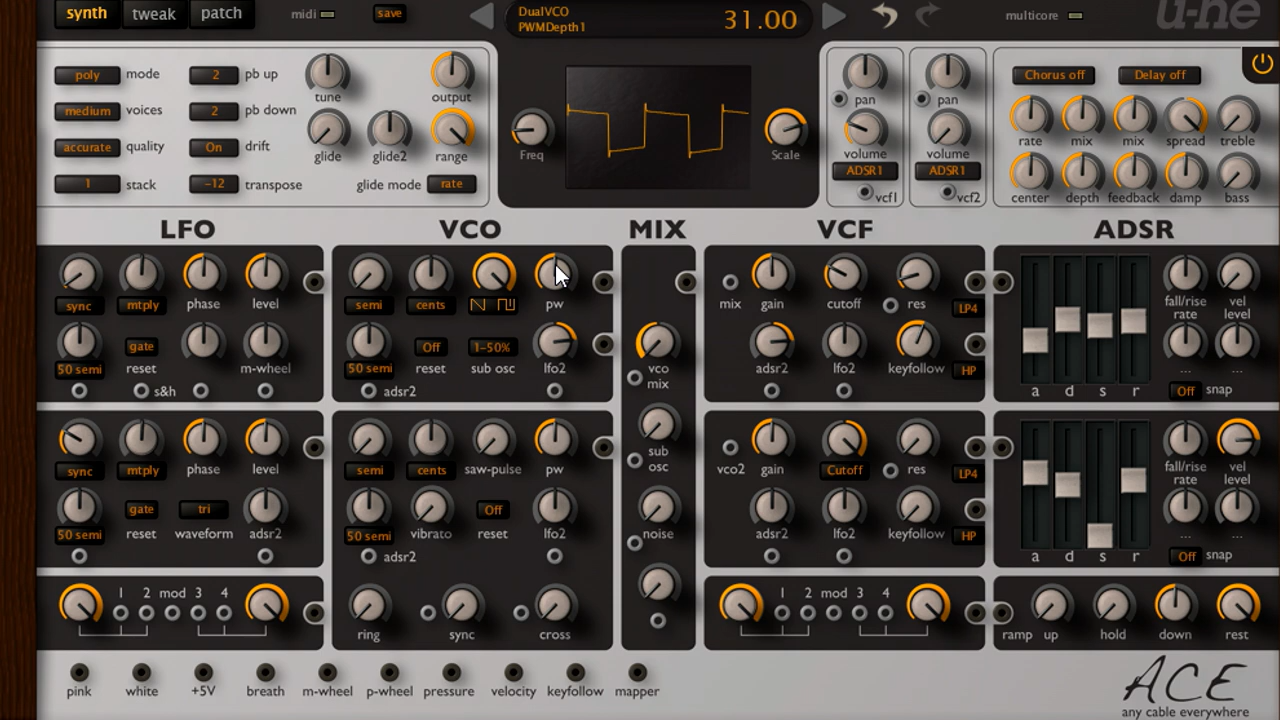 synth tweak patch midi save DualVCO 31.00 multicore u-he
PWMDepth1
poly mode 2 pb up tune output pan pan Chorus off Delay off
medium voices 2 pb down rate mix mix spread treble
accurate quality On drift glide glide2 range Freq Scale volume volume
1 stack -12 transpose glide mode rate ADSR1 ADSR1 center depth feedback damp bass
vcf1 vcf2
LFO VCO MIX VCF ADSR
sync mtply phase level semi cents pw mix gain cutoff res LP4 fall/rise rate vel level
50 semi gate reset m-wheel 50 semi Off reset 1-50% sub osc lfo2 vco mix adsr2 lfo2 keyfollow HP ... ...
s&h adsr2 a d s r Off snap
sync mtply phase level semi cents saw-pulse pw sub osc vco2 gain Cutoff res LP4 fall/rise rate vel level
50 semi gate reset tri waveform adsr2 50 semi vibrato Off reset lfo2 noise adsr2 lfo2 keyfollow HP ... ...
adsr2 a d s r Off snap
1 2 mod 3 4 ring sync cross 1 2 mod 3 4 ramp up hold down rest
pink white +5V breath m-wheel p-wheel pressure velocity keyfollow mapper ACE
any cable everywhere